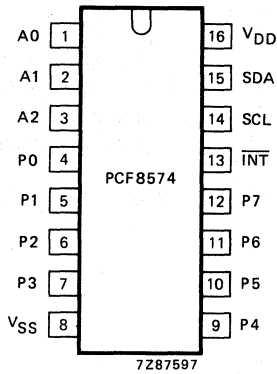 A0 1 16 VDD
A1 2 15 SDA
A2 3 14 SCL
P0 4 13 INT
PCF8574
P1 5 12 P7
P2 6 11 P6
P3 7 10 P5
VSS 8 9 P4
7Z87597